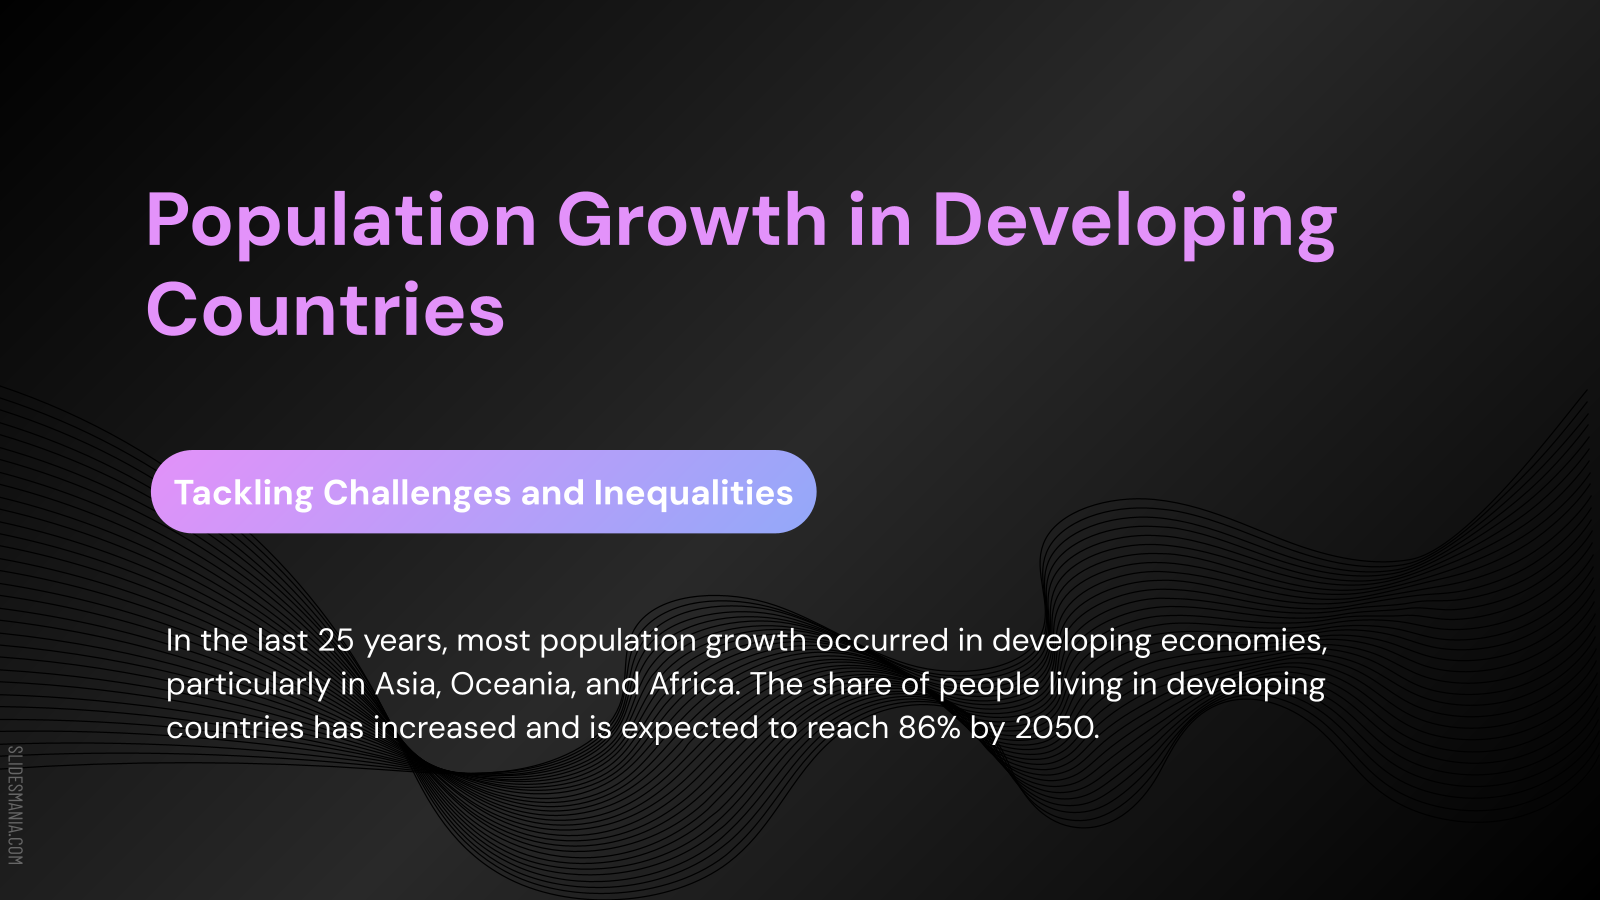 Population Growth in Developing
Countries
Tackling Challenges and Inequalities
In the last 25 years, most population growth occurred in developing economies,
particularly in Asia, Oceania, and Africa. The share of people living in developing
countries has increased and is expected to reach 86% by 2050.
SLIDESMANIA.COM